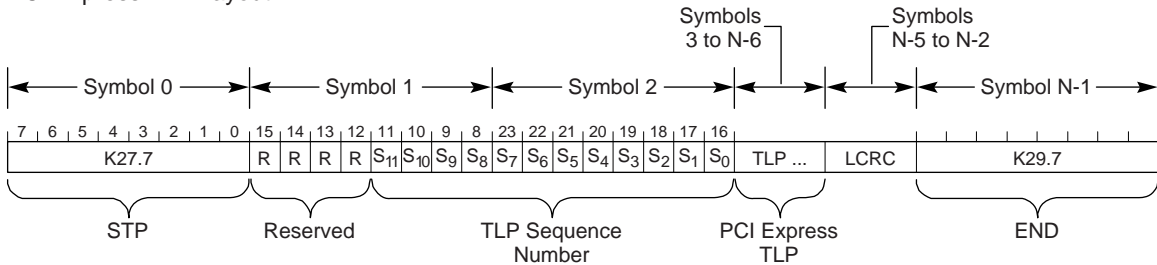 Symbols
3 to N-6
Symbols
N-5 to N-2
Symbol 0
Symbol 1
Symbol 2
Symbol N-1
7 6 5 4 3 2 1 0 15 14 13 12 11 10 9 8 23 22 21 20 19 18 17 16
K27.7 R R R R S11 S10 S9 S8 S7 S6 S5 S4 S3 S2 S1 S0 TLP ... LCRC K29.7
STP
Reserved
TLP Sequence
Number
PCI Express
TLP
END